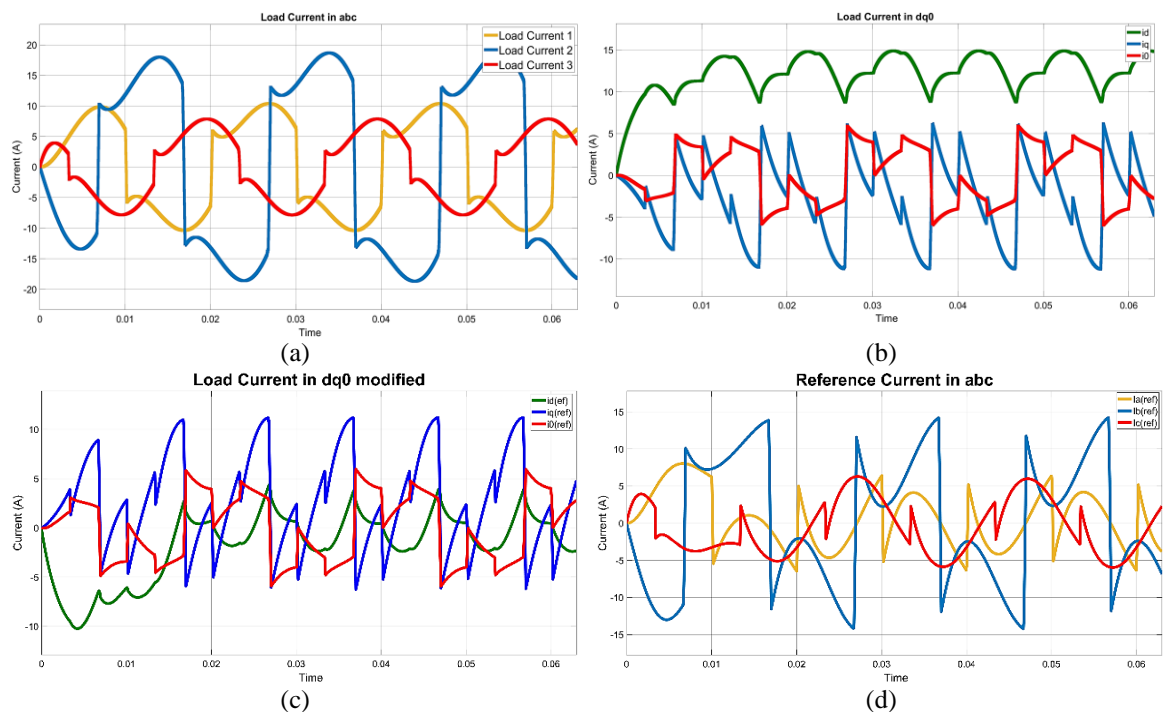 Load Current in abc
Load Current 1
Load Current 2
Load Current 3
20
15
10
5
0
-5
-10
-15
-20
Current (A)
0
0.01
0.02
0.03
0.04
0.05
0.06
Time
(a)
Load Current in dq0
id
iq
i0
15
10
5
0
-5
-10
Current (A)
0
0.01
0.02
0.03
0.04
0.05
0.06
Time
(b)
Load Current in dq0 modified
id(ef)
iq(ref)
i0(ref)
10
5
0
-5
-10
Current (A)
0
0.01
0.02
0.03
0.04
0.05
0.06
Time
(c)
Reference Current in abc
Ia(ref)
Ib(ref)
Ic(ref)
15
10
5
0
-5
-10
-15
Current (A)
0
0.01
0.02
0.03
0.04
0.05
0.06
Time
(d)